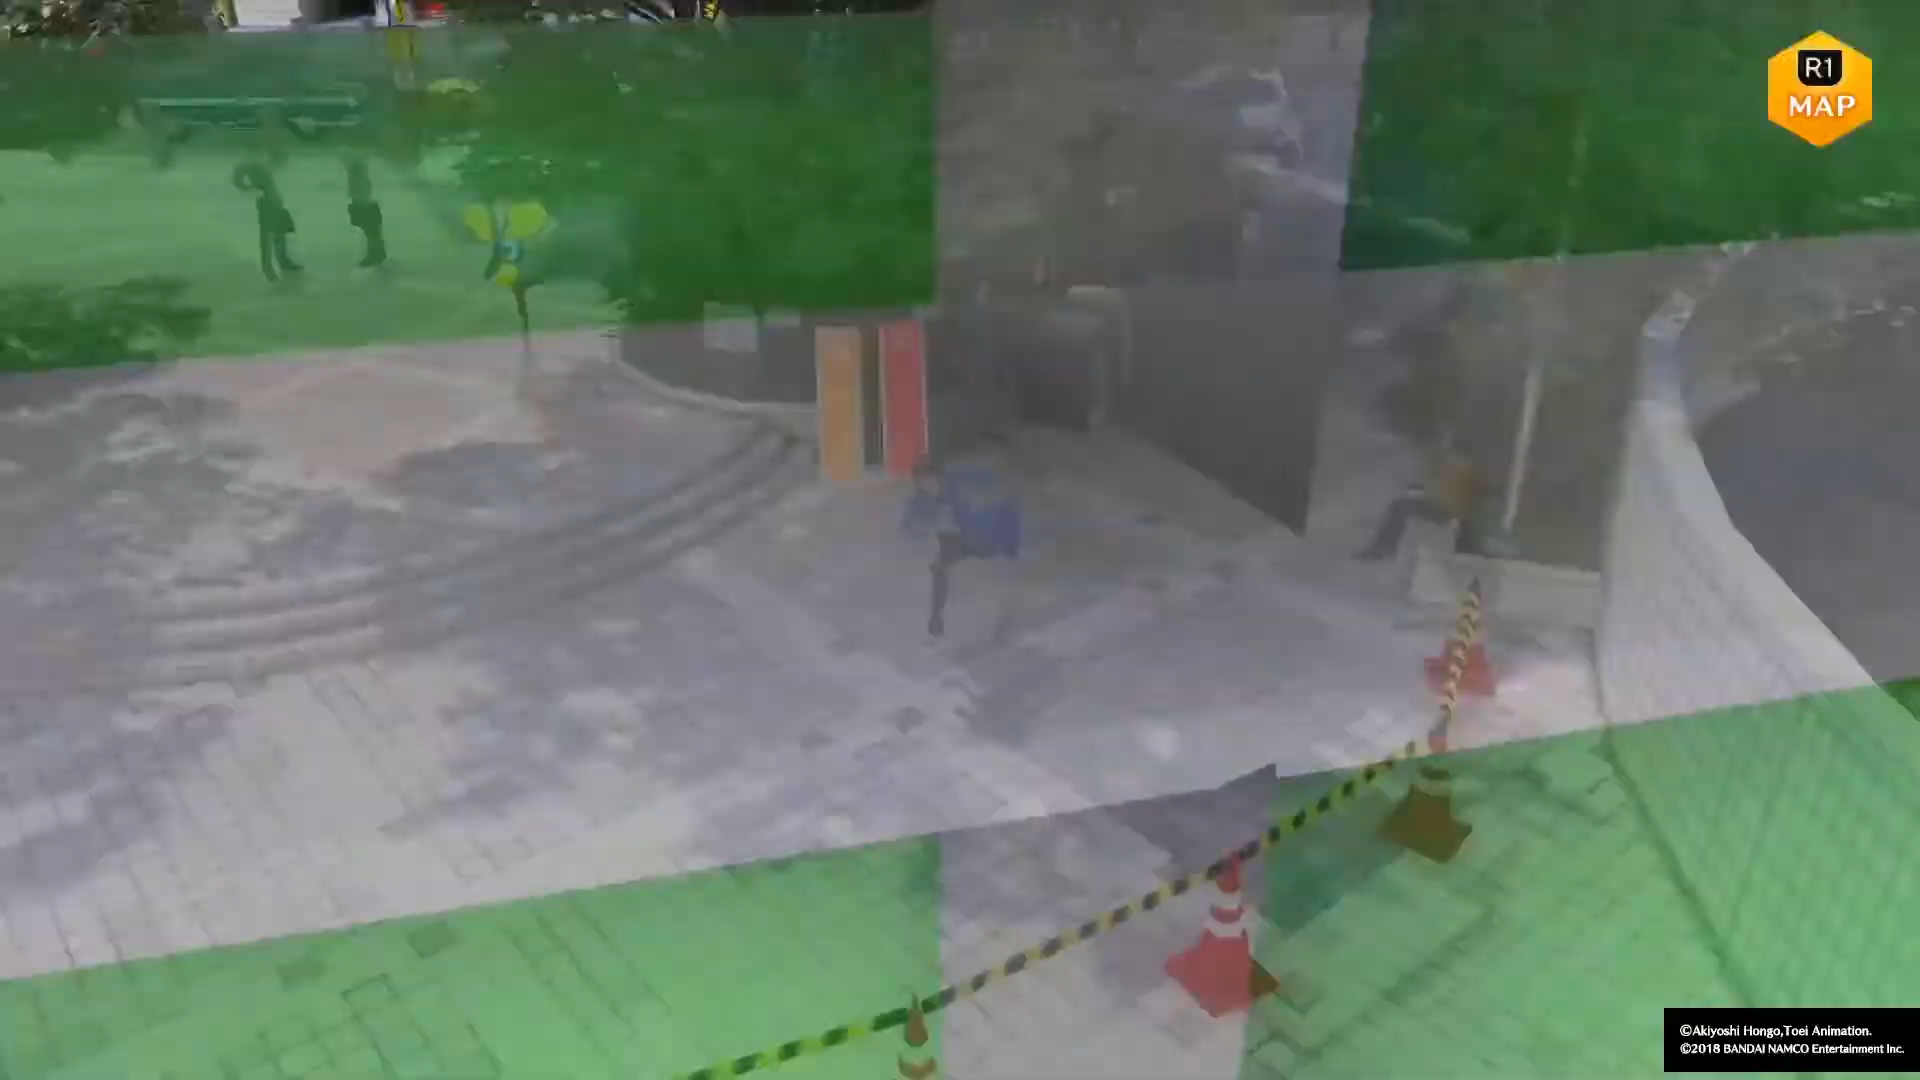 R1
MAP
©Akiyoshi Hongo,Toei Animation.
©2018 BANDAI NAMCO Entertainment Inc.